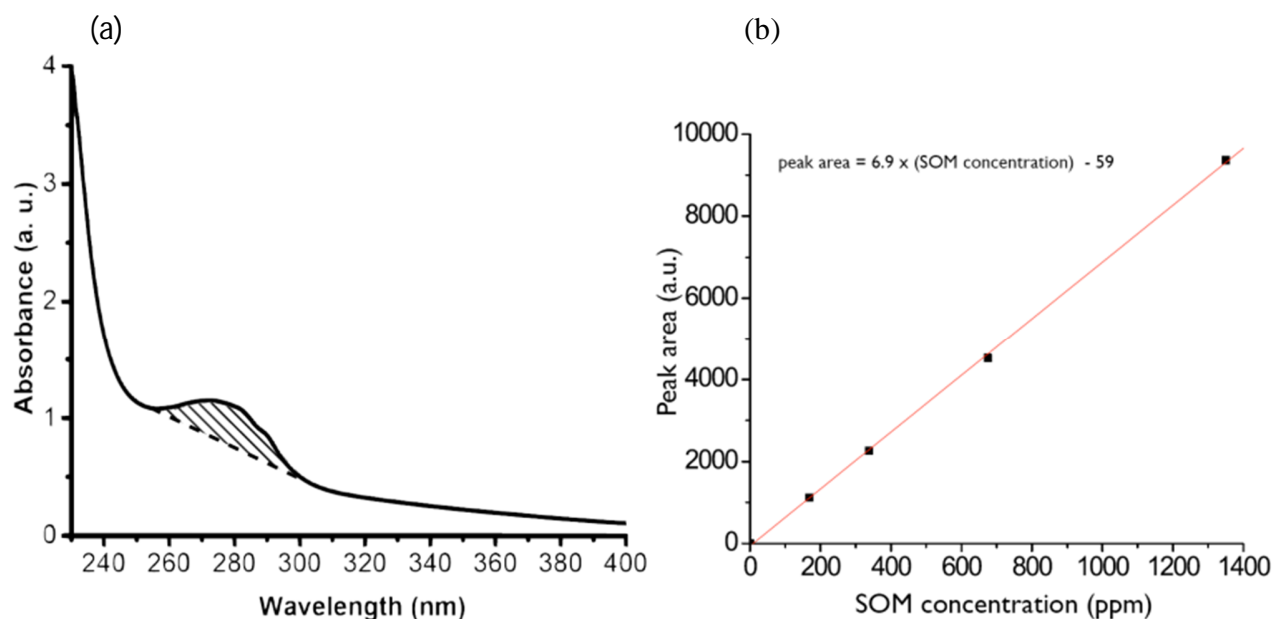 (a)
4
3
2
1
0
Absorbance (a. u.)
240 260 280 300 320 340 360 380 400
Wavelength (nm)
(b)
10000
8000
6000
4000
2000
0
Peak area (a.u.)
peak area = 6.9 x (SOM concentration) - 59
0 200 400 600 800 1000 1200 1400
SOM concentration (ppm)